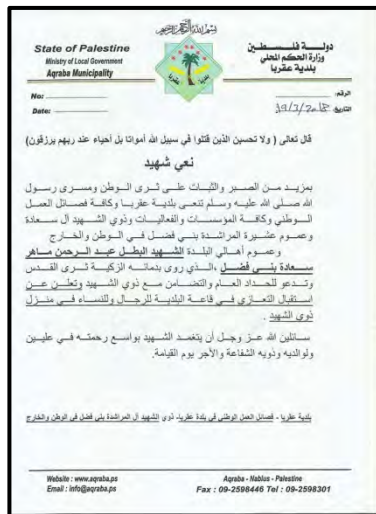 بسم الله الرحمن الرحيم
State of Palestine
Ministry of Local Government
Aqraba Municipality
دولة فلسطين
وزارة الحكم المحلي
بلدية عقربا
No:
Date:
الرقم:
التاريخ: 19/3/2018
قال تعالى ( ولا تحسبن الذين قتلوا في سبيل الله أمواتا بل أحياء عند ربهم يرزقون)
نعي شهيد
بمزيد من الصبر والثبات على ثرى الوطن ومسرى رسول
الله صلى الله عليه وسلم تنعى بلدية عقربا وكافة فصائل العمل
الوطني وكافة المؤسسات والفعاليات وذوي الشهيد آل سعادة
وعموم عشيرة المراشدة بني فضل في الوطن والخارج
وعموم أهالي البلدة الشهيد البطل عبد الرحمن ماهر
سعادة بني فضل ,الذي روى بدمائه الزكية ثرى القدس
وتدعو للحداد العام والتضامن مع ذوي الشهيد وتعلن عن
استقبال التعازي في قاعة البلدية للرجال وللنساء في منزل
ذوي الشهيد .
سائلين الله عز وجل أن يتغمد الشهيد بواسع رحمته في عليين
ولوالديه وذويه الشفاعة والأجر يوم القيامة.
بلدية عقربا - فصائل العمل الوطني في بلدة عقربا- ذوي الشهيد آل المراشدة بني فضل في الوطن والخارج
Website : www.aqraba.ps
Email : info@aqraba.ps
Aqraba - Nablus - Palestine
Fax : 09-2598446 Tel : 09-2598301